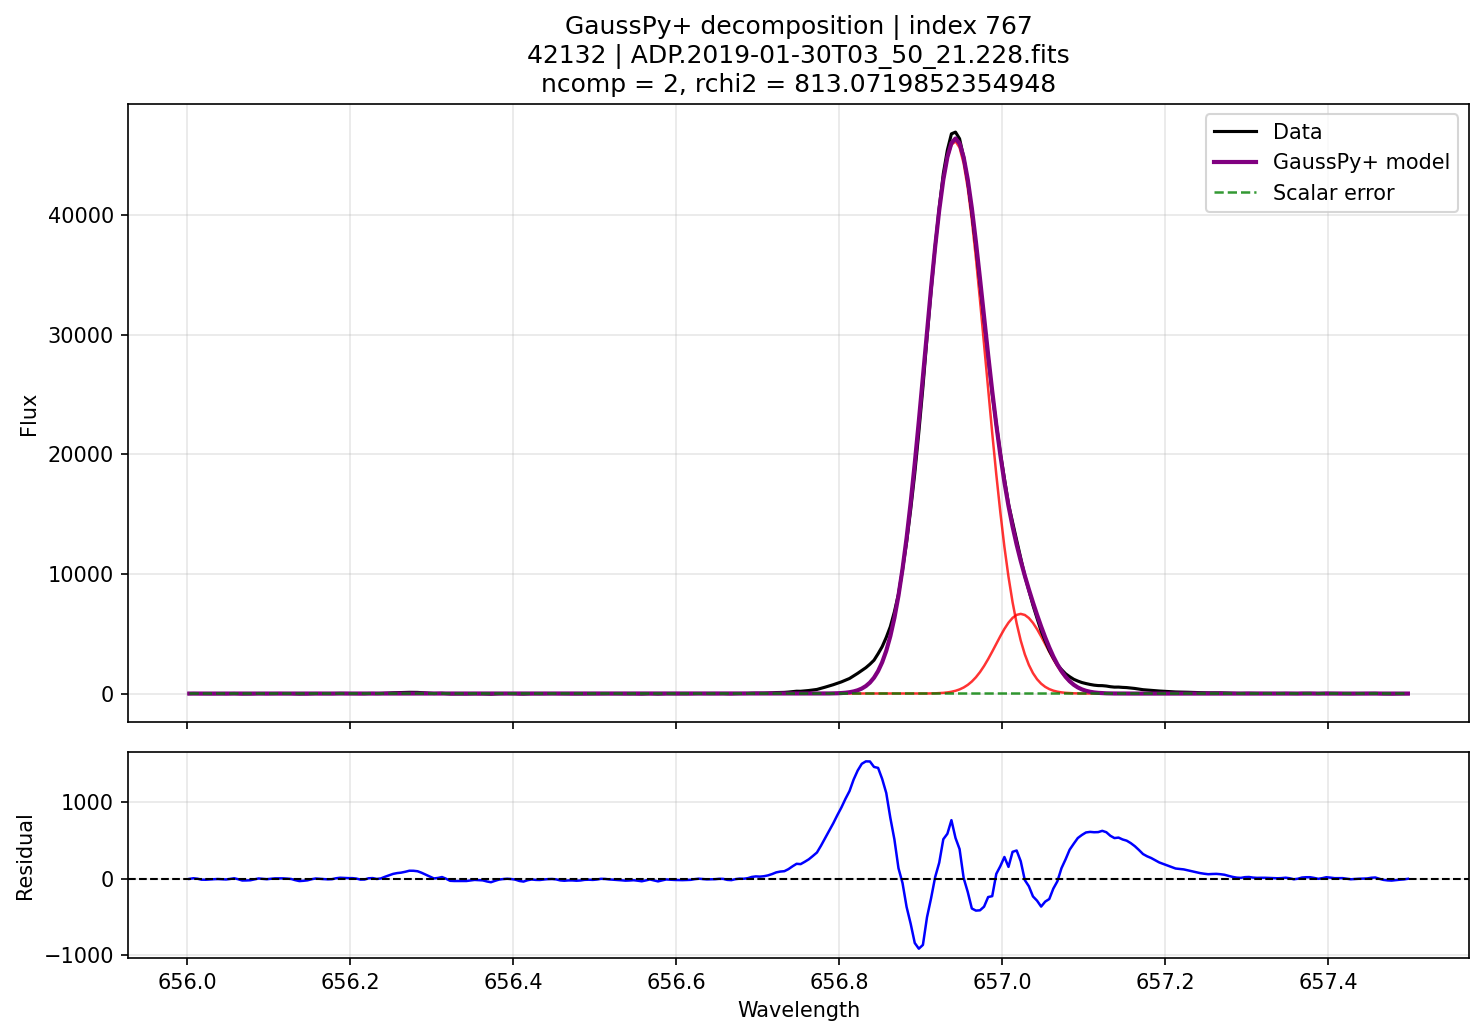 GaussPy+ decomposition | index 767
42132 | ADP.2019-01-30T03_50_21.228.fits
ncomp = 2, rchi2 = 813.0719852354948
Data
GaussPy+ model
Scalar error
Flux
40000
30000
20000
10000
0
Residual
1000
0
−1000
656.0 656.2 656.4 656.6 656.8 657.0 657.2 657.4
Wavelength